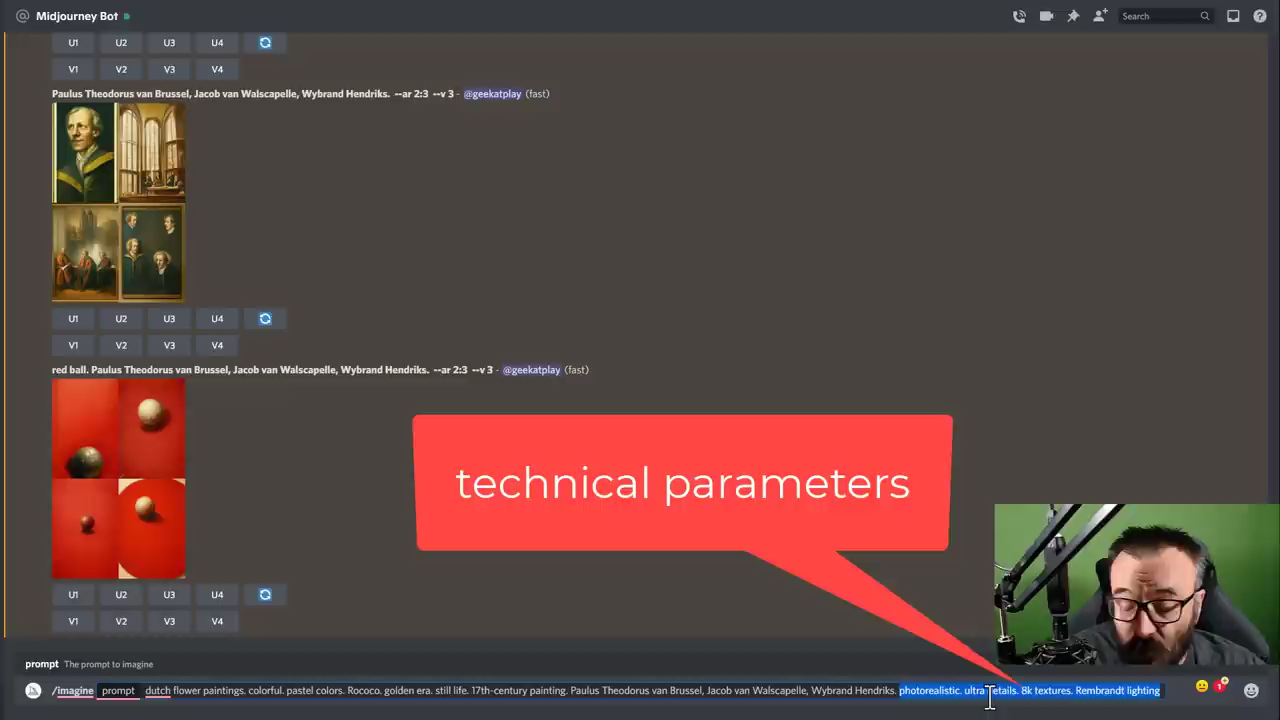 Midjourney Bot
Search
U1 U2 U3 U4
V1 V2 V3 V4
Paulus Theodorus van Brussel, Jacob van Walscapelle, Wybrand Hendriks. --ar 2:3 --v 3 - @geekatplay (fast)
U1 U2 U3 U4
V1 V2 V3 V4
red ball. Paulus Theodorus van Brussel, Jacob van Walscapelle, Wybrand Hendriks. --ar 2:3 --v 3 - @geekatplay (fast)
technical parameters
U1 U2 U3 U4
V1 V2 V3 V4
prompt The prompt to imagine
/imagine prompt dutch flower paintings. colorful. pastel colors. Rococo. golden era. still life. 17th-century painting. Paulus Theodorus van Brussel, Jacob van Walscapelle, Wybrand Hendriks. photorealistic. ultra details. 8k textures. Rembrandt lighting